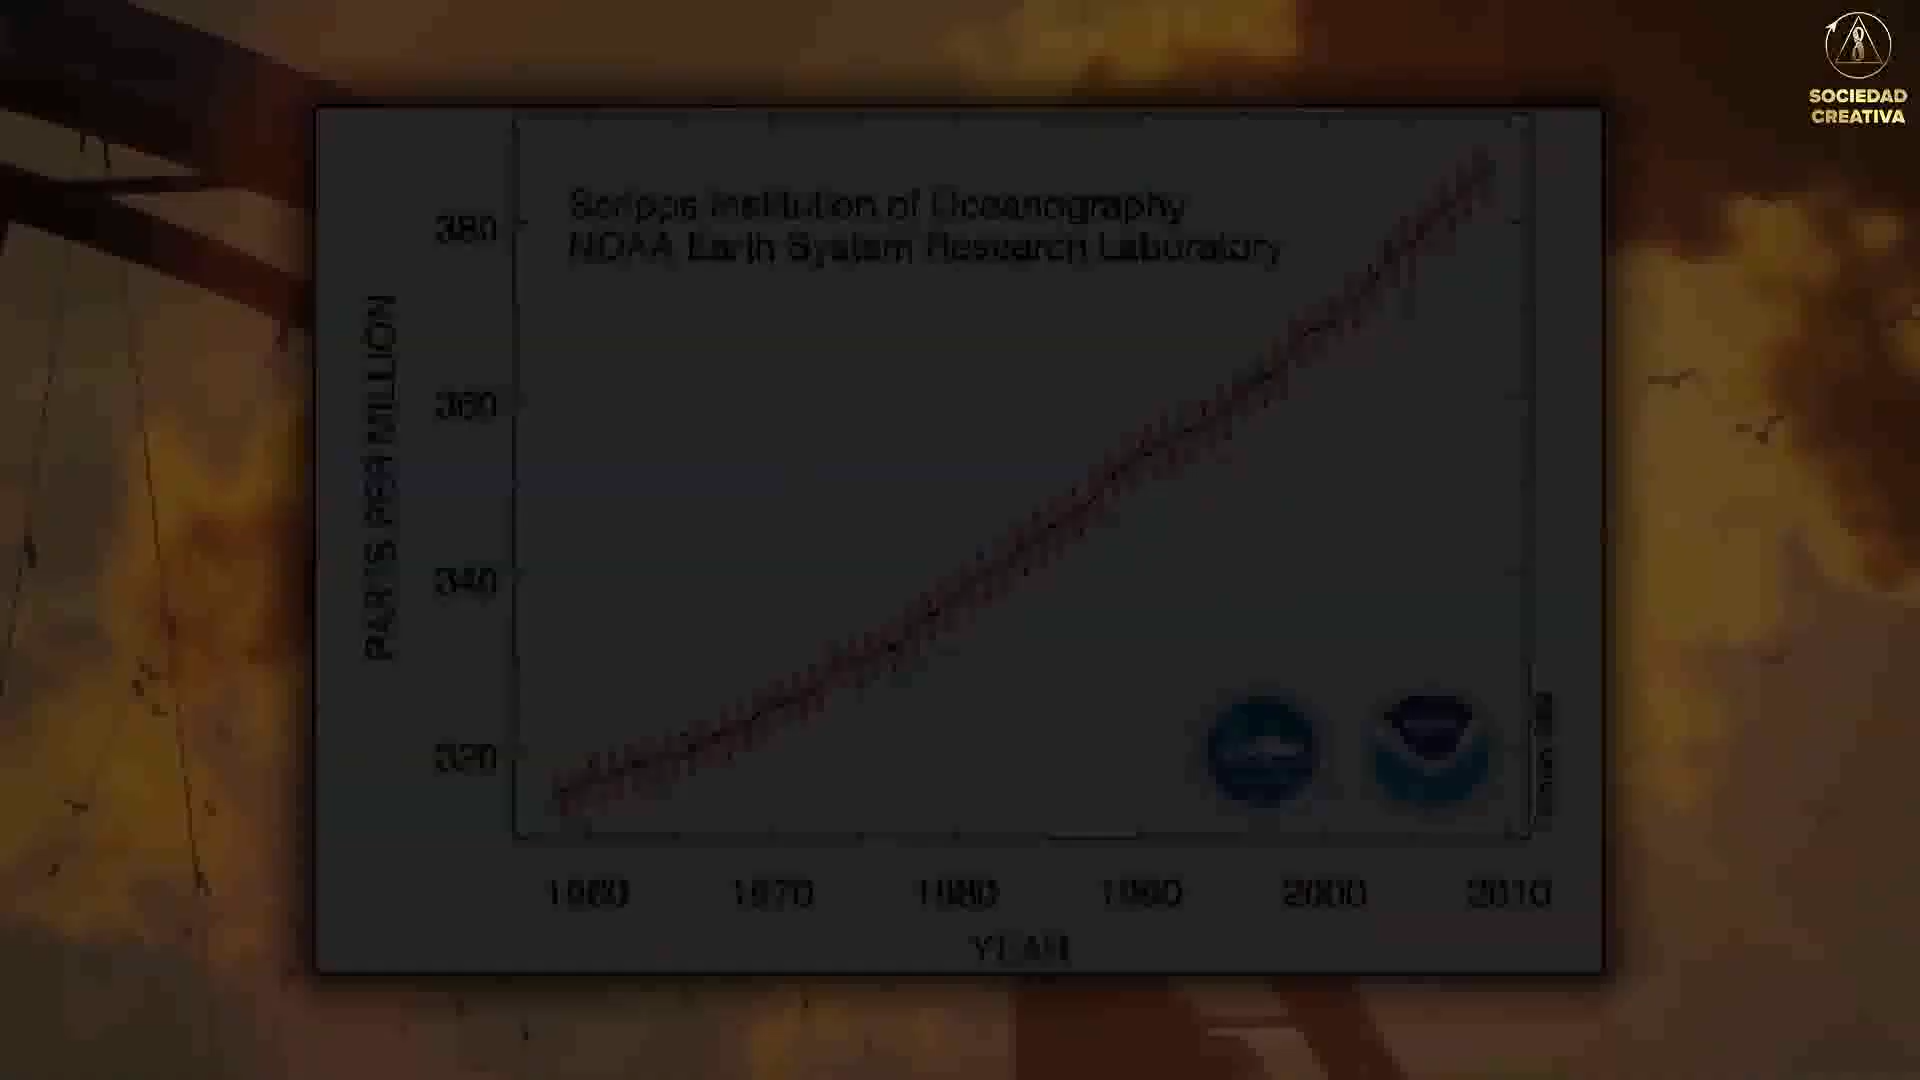 SOCIEDAD
CREATIVA
Scripps Institution of Oceanography
NOAA Earth System Research Laboratory
PARTS PER MILLION
380
360
340
320
1960
1970
1980
1990
2000
2010
YEAR